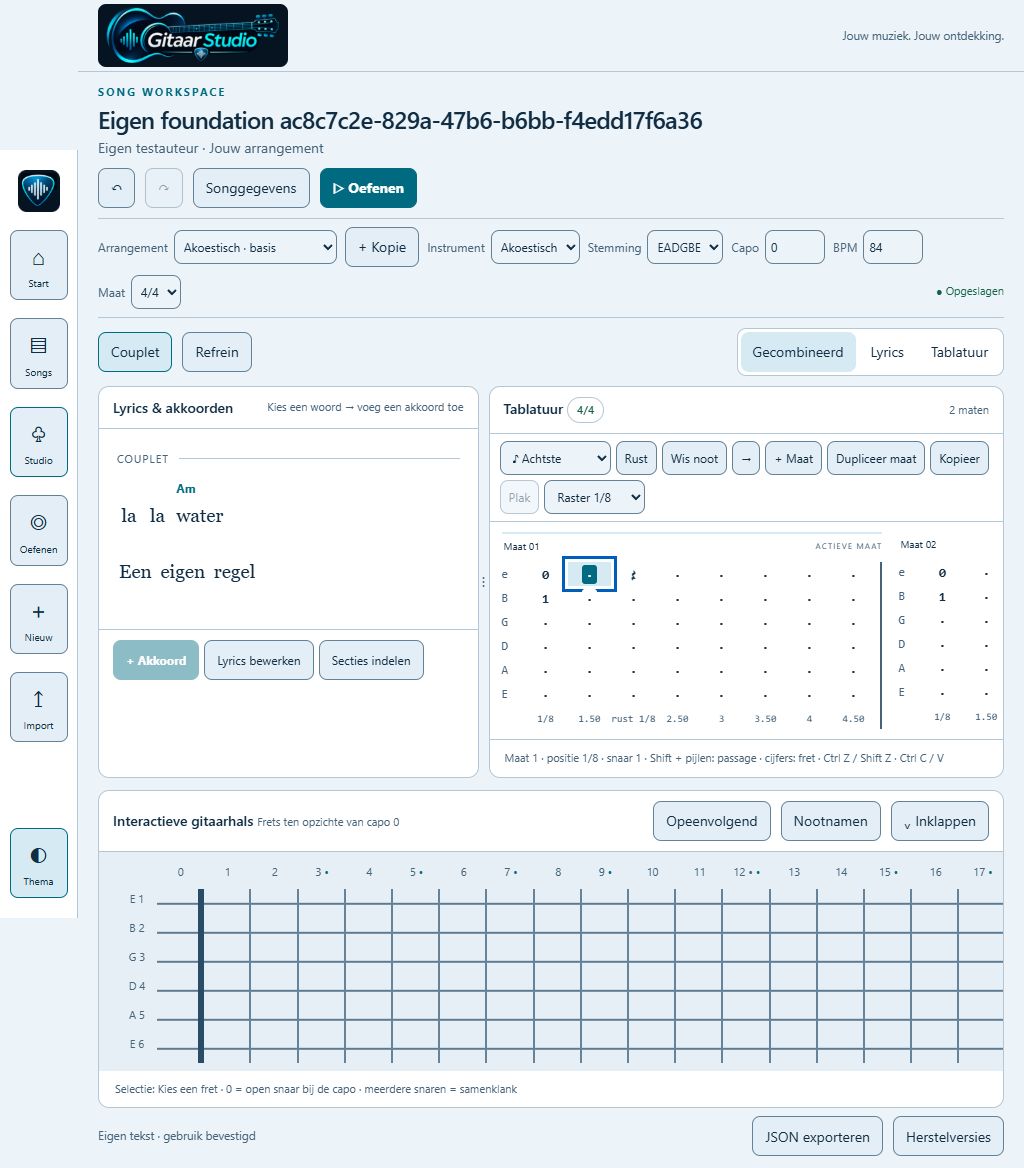 Gitaar Studio
Jouw muziek. Jouw ontdekking.
SONG WORKSPACE
Eigen foundation ac8c7c2e-829a-47b6-b6bb-f4edd17f6a36
Eigen testauteur · Jouw arrangement
↶ ↷ Songgegevens ▷ Oefenen
Arrangement Akoestisch · basis + Kopie Instrument Akoestisch Stemming EADGBE Capo 0 BPM 84
Maat 4/4 ● Opgeslagen
Start
Songs
Studio
Oefenen
Nieuw
Import
Thema
Couplet Refrein Gecombineerd Lyrics Tablatuur
Lyrics & akkoorden Kies een woord → voeg een akkoord toe
COUPLET
Am
la la water
Een eigen regel
+ Akkoord Lyrics bewerken Secties indelen
Tablatuur 4/4 2 maten
♪ Achtste Rust Wis noot → + Maat Dupliceer maat Kopieer
Plak Raster 1/8
Maat 01 ACTIEVE MAAT Maat 02
e 0 · 𝄽 · · · · · e 0 ·
B 1 · · · · · · · B 1 ·
G · · · · · · · · G · ·
D · · · · · · · · D · ·
A · · · · · · · · A · ·
E · · · · · · · · E · ·
1/8 1.50 rust 1/8 2.50 3 3.50 4 4.50 1/8 1.50
Maat 1 · positie 1/8 · snaar 1 · Shift + pijlen: passage · cijfers: fret · Ctrl Z / Shift Z · Ctrl C / V
Interactieve gitaarhals Frets ten opzichte van capo 0 Opeenvolgend Nootnamen ˬ Inklappen
0 1 2 3 • 4 5 • 6 7 • 8 9 • 10 11 12 • • 13 14 15 • 16 17 •
E 1
B 2
G 3
D 4
A 5
E 6
Selectie: Kies een fret · 0 = open snaar bij de capo · meerdere snaren = samenklank
Eigen tekst · gebruik bevestigd JSON exporteren Herstelversies